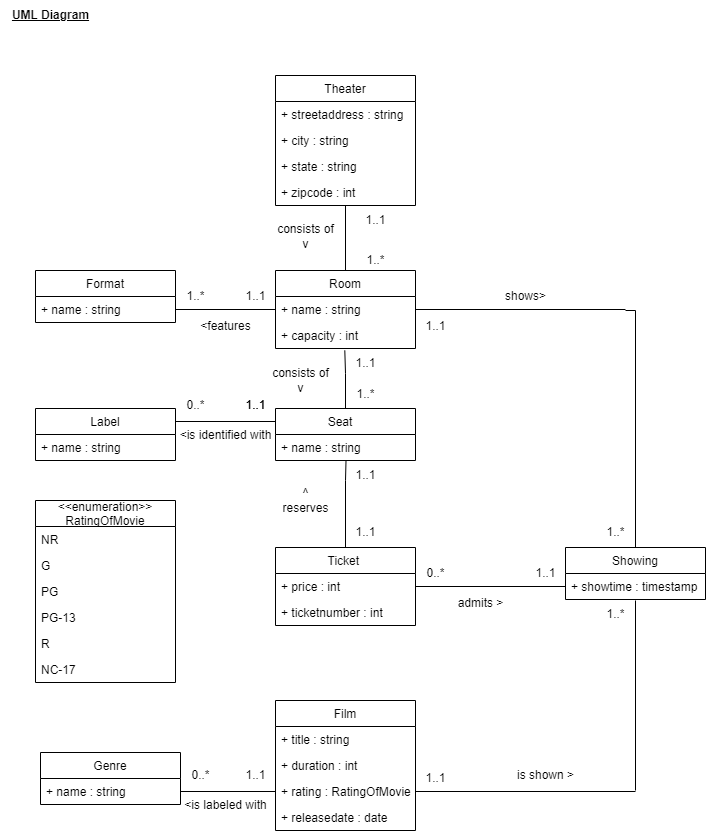 UML Diagram
Theater
+ streetaddress : string
+ city : string
+ state : string
+ zipcode : int
1..1
consists of
v
1..*
Format
+ name : string
1..*
1..1
<features
Room
+ name : string
+ capacity : int
shows>
1..1
1..1
consists of
v
1..*
Label
+ name : string
0..*
1..1
<is identified with
Seat
+ name : string
1..1
^
reserves
1..1
<<enumeration>>
RatingOfMovie
NR
G
PG
PG-13
R
NC-17
Ticket
+ price : int
+ ticketnumber : int
0..*
1..1
admits >
1..*
Showing
+ showtime : timestamp
1..*
Film
+ title : string
+ duration : int
+ rating : RatingOfMovie
+ releasedate : date
1..1
is shown >
Genre
+ name : string
0..*
1..1
<is labeled with